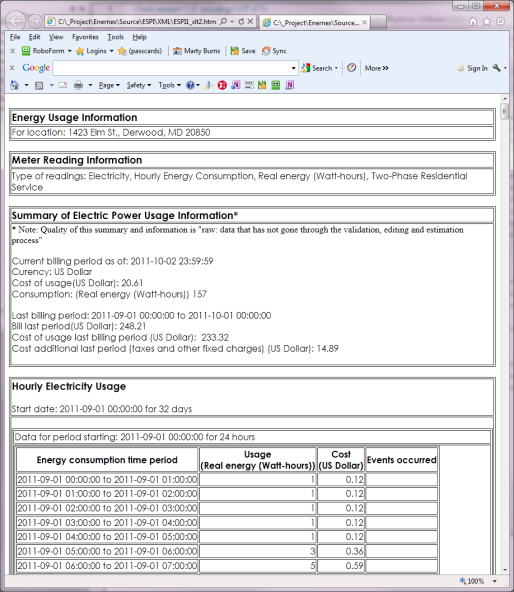 C:\_Project\Enernex\Source\ESPI\XML\ESPII_xlt2.htm
C:\_Project\Enernex\Source...
File Edit View Favorites Tools Help
x RoboForm Logins (passcards) Marty Burns Save Sync
x Google Search More » Sign In
Page Safety Tools
Energy Usage Information
For location: 1423 Elm St., Derwood, MD 20850
Meter Reading Information
Type of readings: Electricity, Hourly Energy Consumption, Real energy (Watt-hours), Two-Phase Residential
Service
Summary of Electric Power Usage Information*
* Note: Quality of this summary and information is "raw: data that has not gone through the validation, editing and estimation
process"
Current billing period as of: 2011-10-02 23:59:59
Curency: US Dollar
Cost of usage(US Dollar): 20.61
Consumption: (Real energy (Watt-hours)) 157
Last billing period: 2011-09-01 00:00:00 to 2011-10-01 00:00:00
Bill last period(US Dollar): 248.21
Cost of usage last billing period (US Dollar): 233.32
Cost additional last period (taxes and other fixed charges) (US Dollar): 14.89
Hourly Electricity Usage
Start date: 2011-09-01 00:00:00 for 32 days
Data for period starting: 2011-09-01 00:00:00 for 24 hours
Energy consumption time period Usage (Real energy (Watt-hours)) Cost (US Dollar) Events occurred
2011-09-01 00:00:00 to 2011-09-01 01:00:00 1 0.12
2011-09-01 01:00:00 to 2011-09-01 02:00:00 1 0.12
2011-09-01 02:00:00 to 2011-09-01 03:00:00 1 0.12
2011-09-01 03:00:00 to 2011-09-01 04:00:00 1 0.12
2011-09-01 04:00:00 to 2011-09-01 05:00:00 1 0.12
2011-09-01 05:00:00 to 2011-09-01 06:00:00 3 0.36
2011-09-01 06:00:00 to 2011-09-01 07:00:00 5 0.59
100%